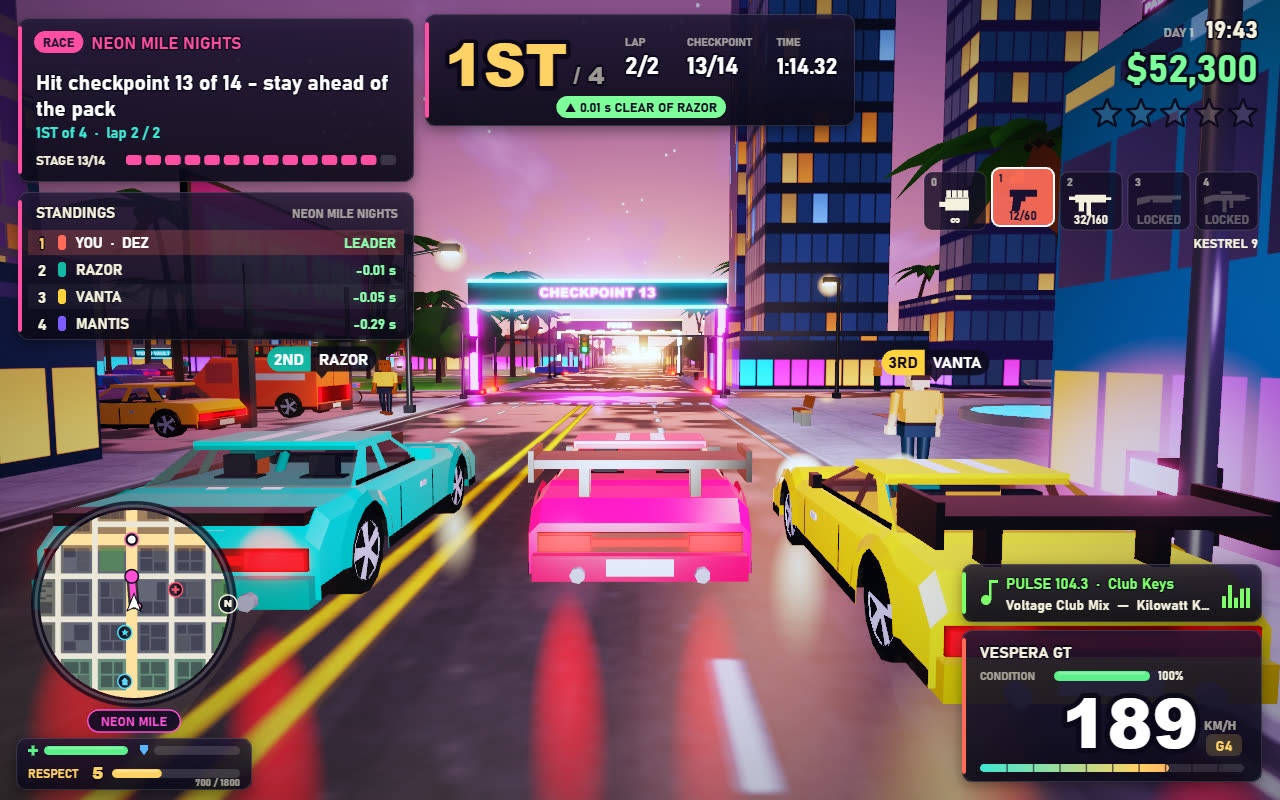 RACE NEON MILE NIGHTS
Hit checkpoint 13 of 14 – stay ahead of
the pack
1ST of 4 · lap 2 / 2
STAGE 13/14
STANDINGS NEON MILE NIGHTS
1 YOU · DEZ LEADER
2 RAZOR -0.01 s
3 VANTA -0.05 s
4 MANTIS -0.29 s
1ST / 4
LAP CHECKPOINT TIME
2/2 13/14 1:14.32
▲ 0.01 s CLEAR OF RAZOR
DAY 1 19:43
$52,300
0 1 2 3 4
∞ 12/60 32/160 LOCKED LOCKED
KESTREL 9
CHECKPOINT 13
2ND RAZOR
3RD VANTA
N
NEON MILE
RESPECT 5
700 / 1800
PULSE 104.3 · Club Keys
Voltage Club Mix — Kilowatt K...
VESPERA GT
CONDITION 100%
189 KM/H
G4